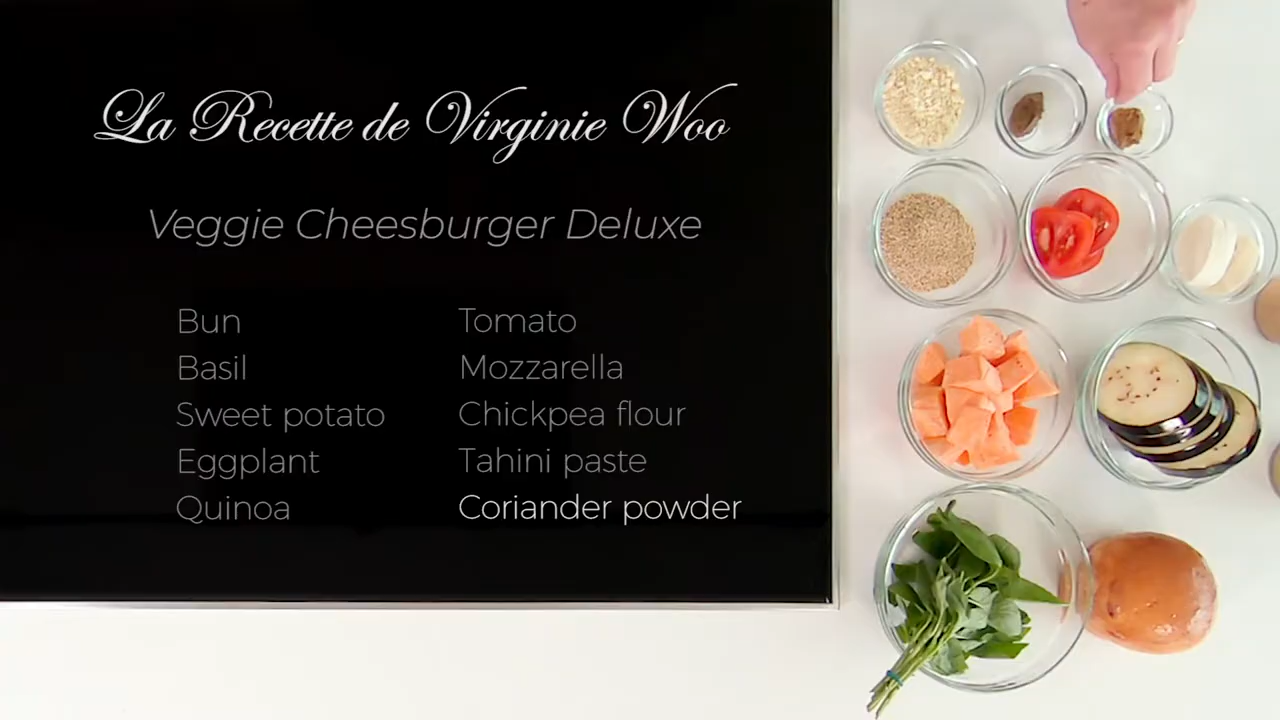 La Recette de Virginie Woo
Veggie Cheesburger Deluxe
Bun
Basil
Sweet potato
Eggplant
Quinoa
Tomato
Mozzarella
Chickpea flour
Tahini paste
Coriander powder